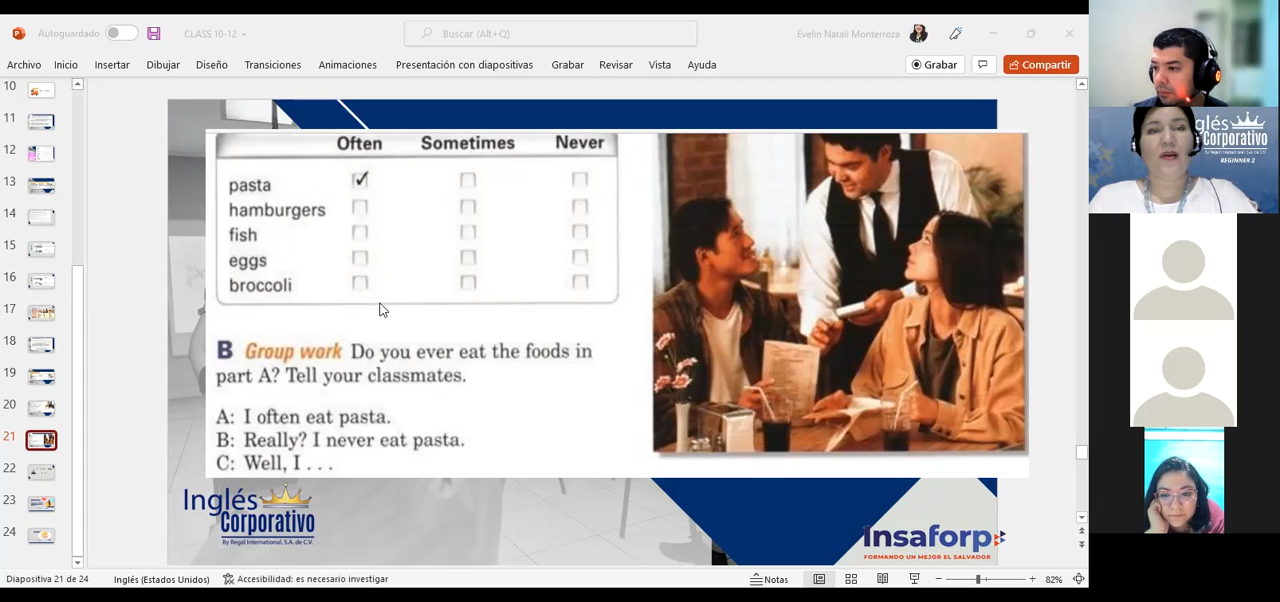 Autoguardado
CLASS 10-12
Buscar (Alt+Q)
Evelin Natali Monterroza
Archivo Inicio Insertar Dibujar Diseño Transiciones Animaciones Presentación con diapositivas Grabar Revisar Vista Ayuda
Grabar
Compartir
10
11
12
13
14
15
16
17
18
19
20
21
22
23
24
Often Sometimes Never
pasta
hamburgers
fish
eggs
broccoli
B Group work Do you ever eat the foods in
part A? Tell your classmates.
A: I often eat pasta.
B: Really? I never eat pasta.
C: Well, I . . .
Inglés
Corporativo
By Regal International, S.A. de C.V.
Insaforp
FORMANDO UN MEJOR EL SALVADOR
glés
Corporativo
BEGINNER 2
Diapositiva 21 de 24
Inglés (Estados Unidos)
Accesibilidad: es necesario investigar
Notas
82%